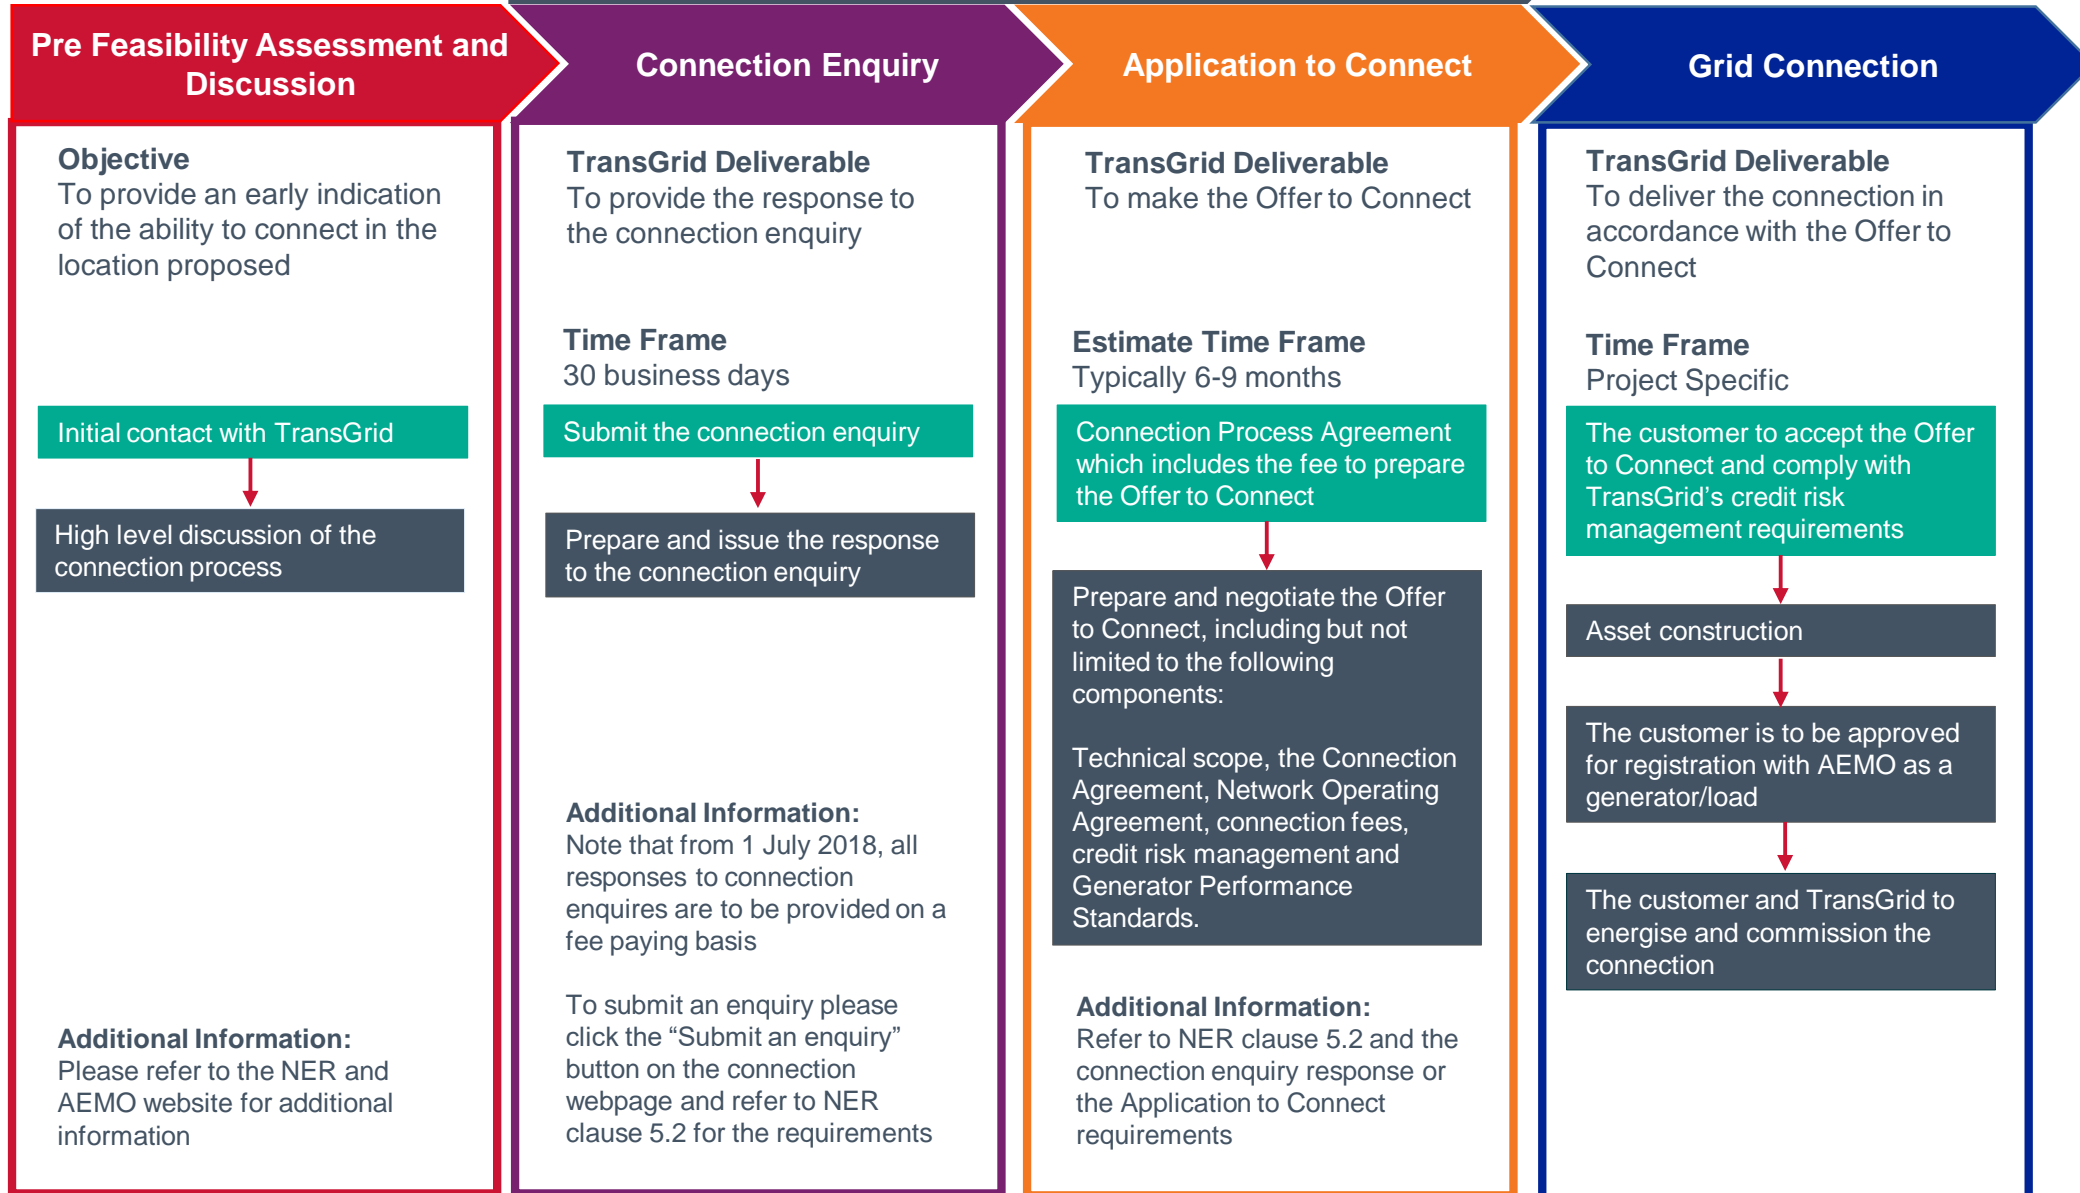 Pre Feasibility Assessment and
Discussion
Objective
To provide an early indication
of the ability to connect in the
location proposed
Initial contact with TransGrid
High level discussion of the
connection process
Additional Information:
Please refer to the NER and
AEMO website for additional
information
Connection Enquiry
TransGrid Deliverable
To provide the response to
the connection enquiry
Time Frame
30 business days
Submit the connection enquiry
Prepare and issue the response
to the connection enquiry
Additional Information:
Note that from 1 July 2018, all
responses to connection
enquires are to be provided on a
fee paying basis
To submit an enquiry please
click the “Submit an enquiry”
button on the connection
webpage and refer to NER
clause 5.2 for the requirements
Application to Connect
TransGrid Deliverable
To make the Offer to Connect
Estimate Time Frame
Typically 6-9 months
Connection Process Agreement
which includes the fee to prepare
the Offer to Connect
Prepare and negotiate the Offer
to Connect, including but not
limited to the following
components:
Technical scope, the Connection
Agreement, Network Operating
Agreement, connection fees,
credit risk management and
Generator Performance
Standards.
Additional Information:
Refer to NER clause 5.2 and the
connection enquiry response or
the Application to Connect
requirements
Grid Connection
TransGrid Deliverable
To deliver the connection in
accordance with the Offer to
Connect
Time Frame
Project Specific
The customer to accept the Offer
to Connect and comply with
TransGrid’s credit risk
management requirements
Asset construction
The customer is to be approved
for registration with AEMO as a
generator/load
The customer and TransGrid to
energise and commission the
connection